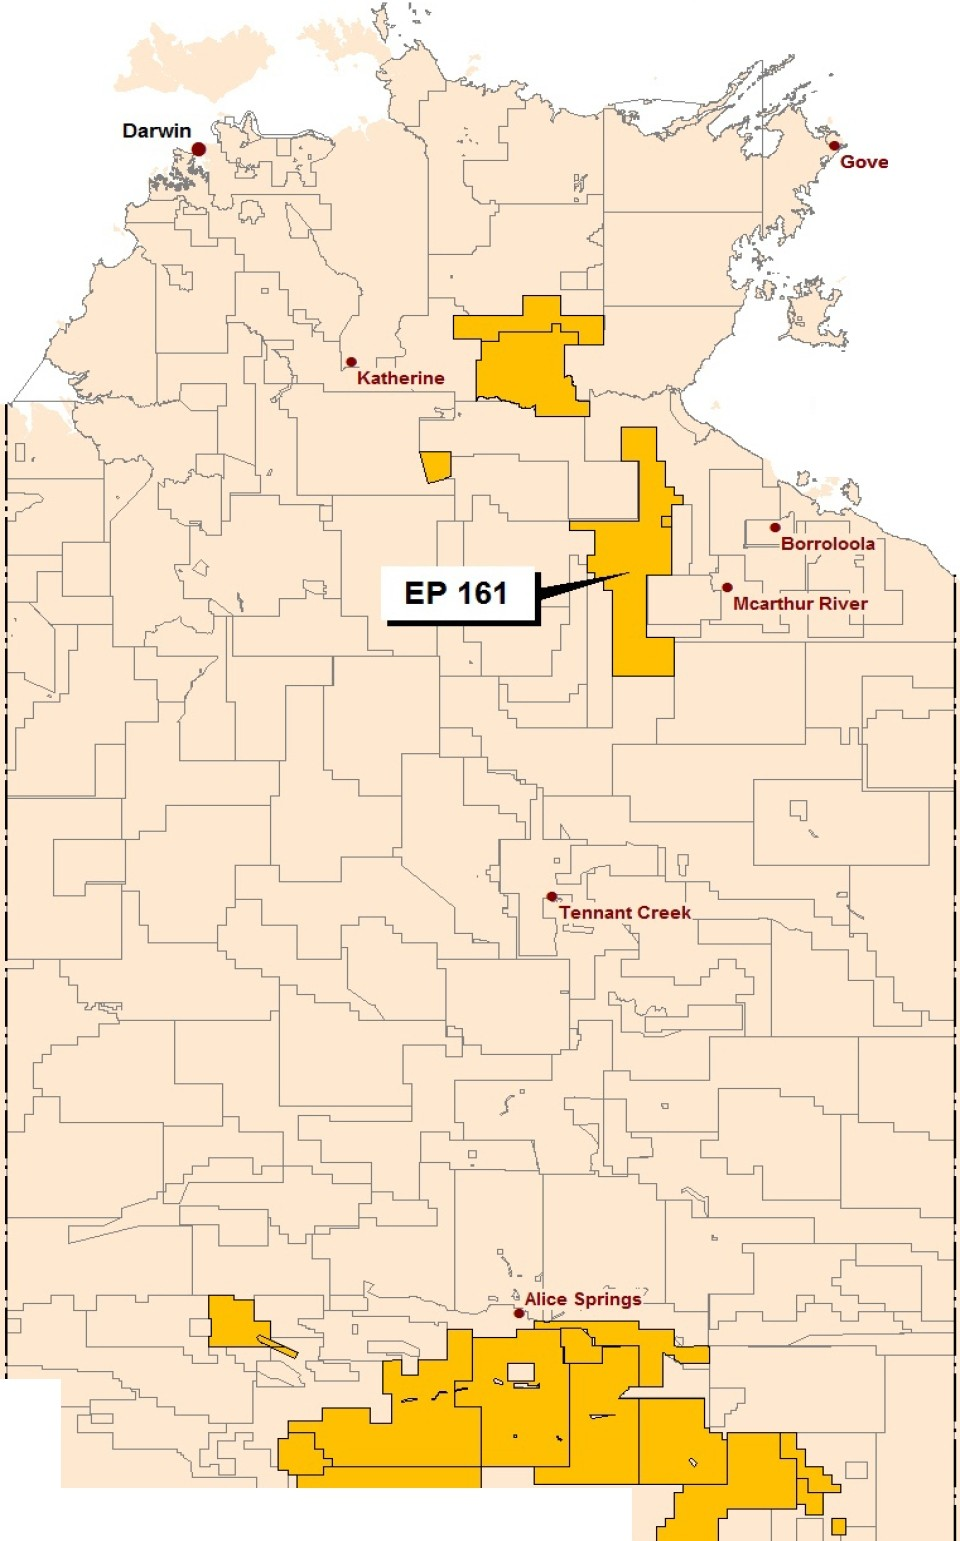 Darwin
Gove
Katherine
Borroloola
EP 161
Mcarthur River
Tennant Creek
Alice Springs